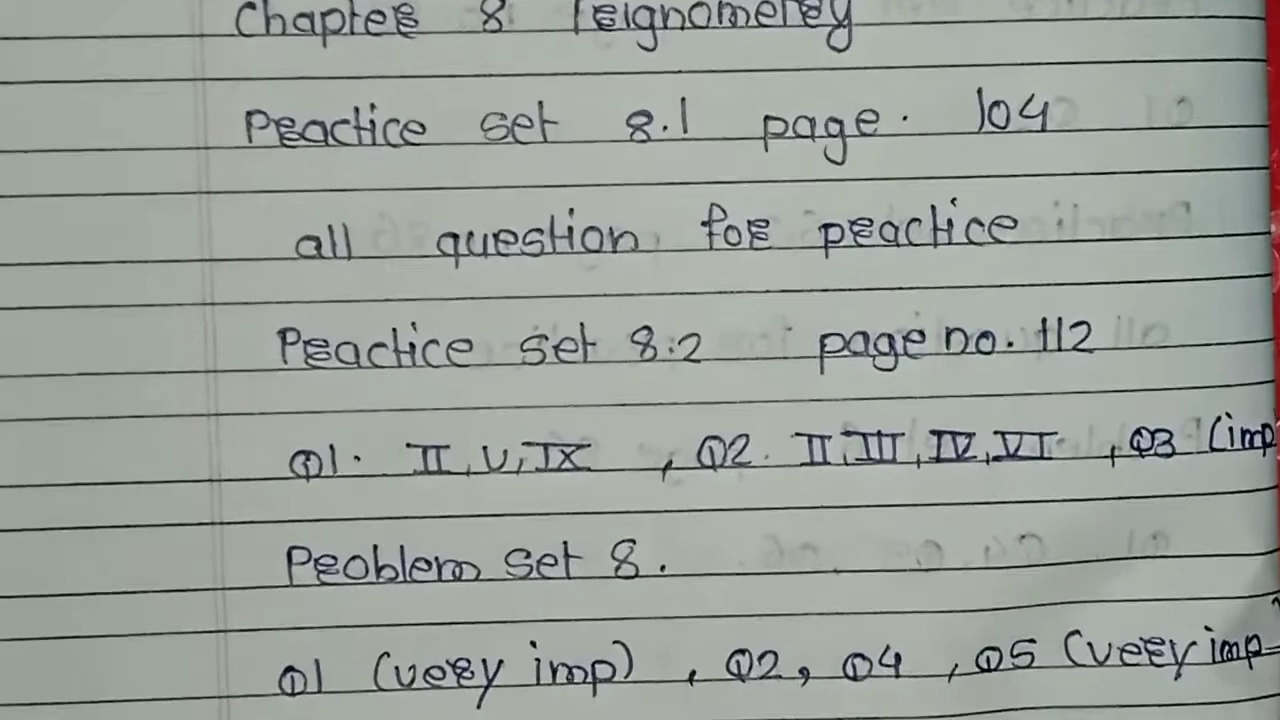 Chapter 8 Trignometry
Practice set 8.1 page. 104
all question for practice
Practice set 8.2 page no. 112
Q1. II, V, IX , Q2. II, III, IV, VI , Q3 (imp
Problem set 8.
Q1 (very imp) , Q2, Q4 , Q5 (very imp